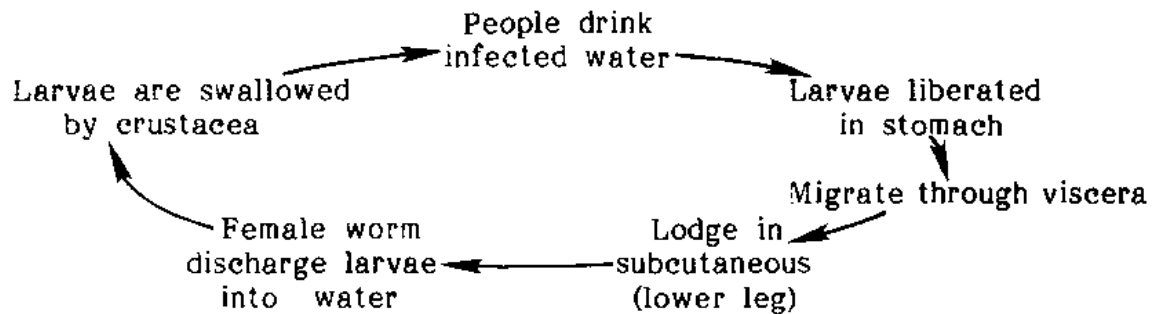 People drink
infected water
Larvae are swallowed
by crustacea
Larvae liberated
in stomach
Migrate through viscera
Lodge in
subcutaneous
(lower leg)
Female worm
discharge larvae
into water